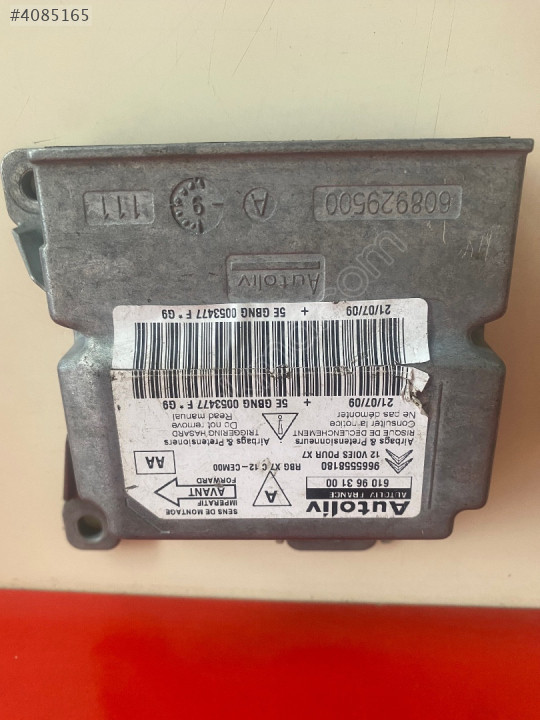 #4085165
Autoliv
AUTOLIV FRANCE
610 96 31 00
9665558180
12 VOIES POUR X7
SENS DE MONTAGE
IMPERATIF
AVANT
FORWARD
A
RBG X7 C 12-CEM00
AA
Airbags & Pretensionneurs
RISQUE DE DECLENCHEMENT
Consulter la notice
Ne pas démonter
Airbags & Pretensioners
TRIGGERING HASARD
Do not remove
Read manual
21/07/09 + 5E GBNG 0053477 F * G9
21/07/09 + 5E GBNG 0053477 F * G9
Autoliv
608929500
A
9
111